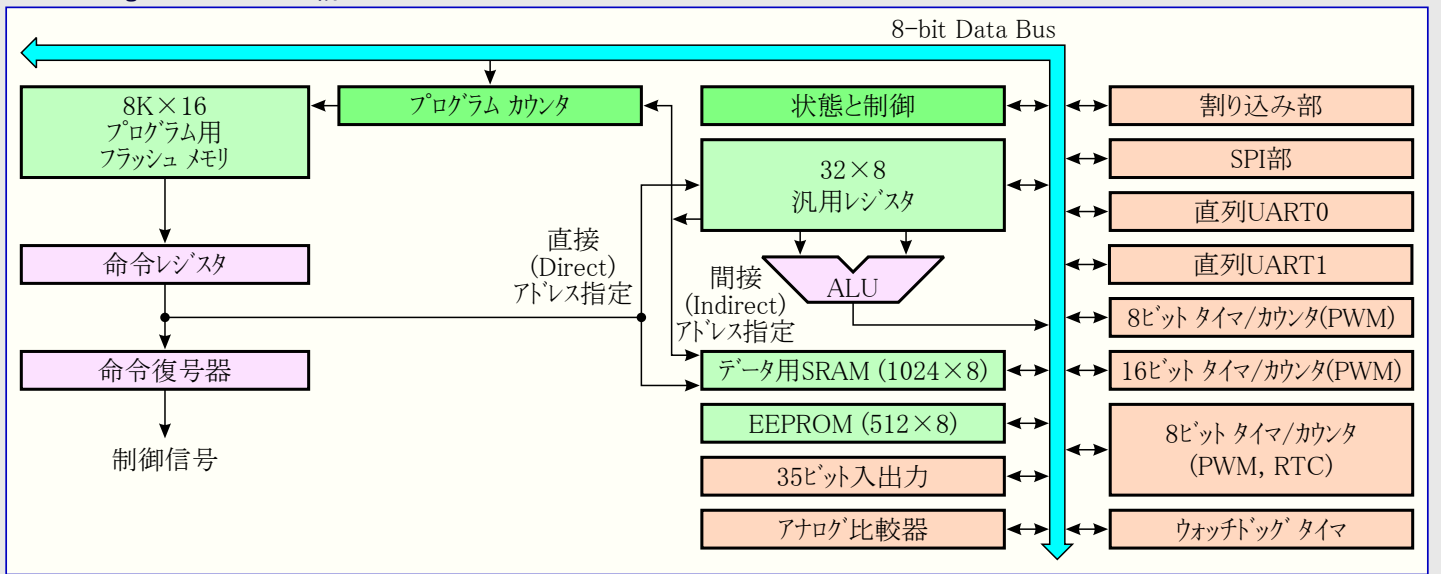 8-bit Data Bus
8K×16
プログラム用
フラッシュ メモリ
プログラム カウンタ
命令レジスタ
命令復号器
制御信号
直接
(Direct)
アドレス指定
間接
(Indirect)
アドレス指定
状態と制御
32×8
汎用レジスタ
ALU
データ用SRAM (1024×8)
EEPROM (512×8)
35ビット入出力
アナログ比較器
割り込み部
SPI部
直列UART0
直列UART1
8ビット タイマ/カウンタ(PWM)
16ビット タイマ/カウンタ(PWM)
8ビット タイマ/カウンタ
(PWM, RTC)
ウォッチドッグ タイマ